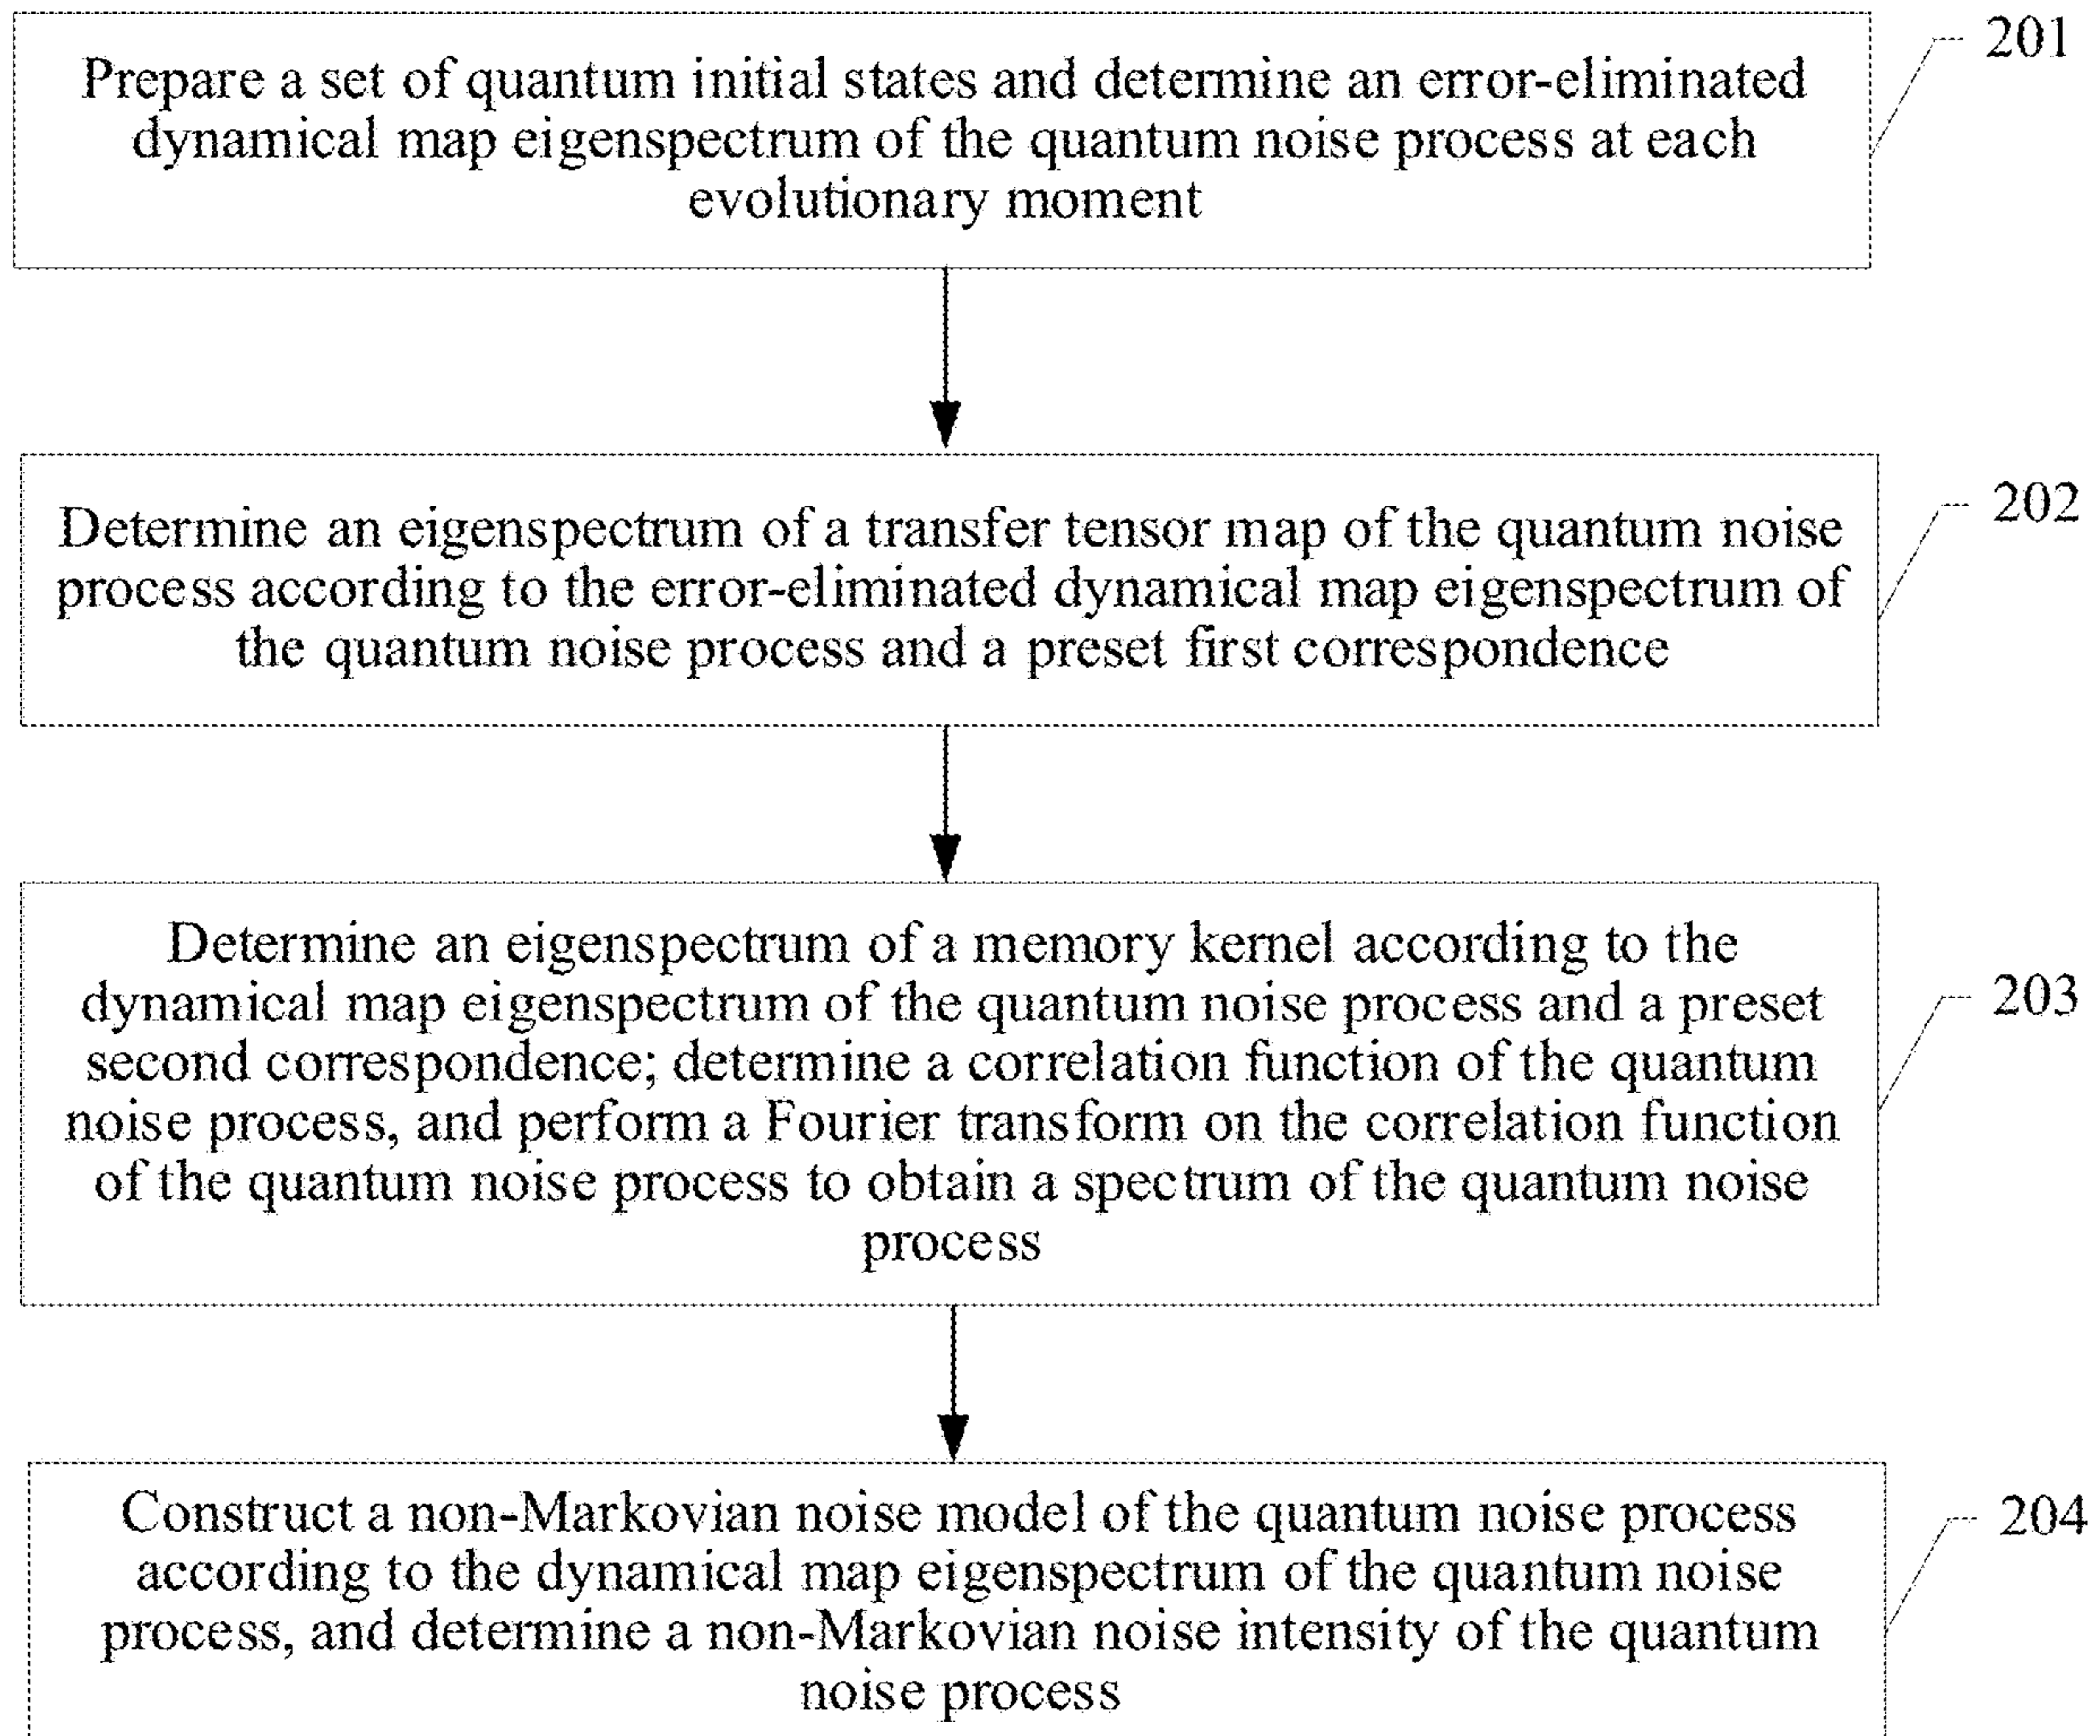 201
Prepare a set of quantum initial states and determine an error-eliminated
dynamical map eigenspectrum of the quantum noise process at each
evolutionary moment
202
Determine an eigenspectrum of a transfer tensor map of the quantum noise
process according to the error-eliminated dynamical map eigenspectrum of
the quantum noise process and a preset first correspondence
203
Determine an eigenspectrum of a memory kernel according to the
dynamical map eigenspectrum of the quantum noise process and a preset
second correspondence; determine a correlation function of the quantum
noise process, and perform a Fourier transform on the correlation function
of the quantum noise process to obtain a spectrum of the quantum noise
process
204
Construct a non-Markovian noise model of the quantum noise process
according to the dynamical map eigenspectrum of the quantum noise
process, and determine a non-Markovian noise intensity of the quantum
noise process